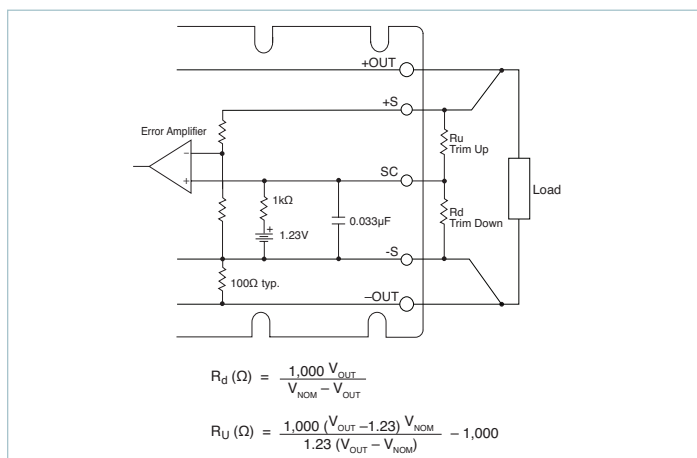 +OUT
+S
Error Amplifier
Ru
Trim Up
–
+
SC
1kΩ
Load
Rd
Trim Down
0.033µF
+
1.23V
-S
100Ω typ.
–OUT
Rd (Ω) = 1,000 VOUT / VNOM – VOUT
RU (Ω) = 1,000 (VOUT –1.23) VNOM / 1.23 (VOUT – VNOM) – 1,000